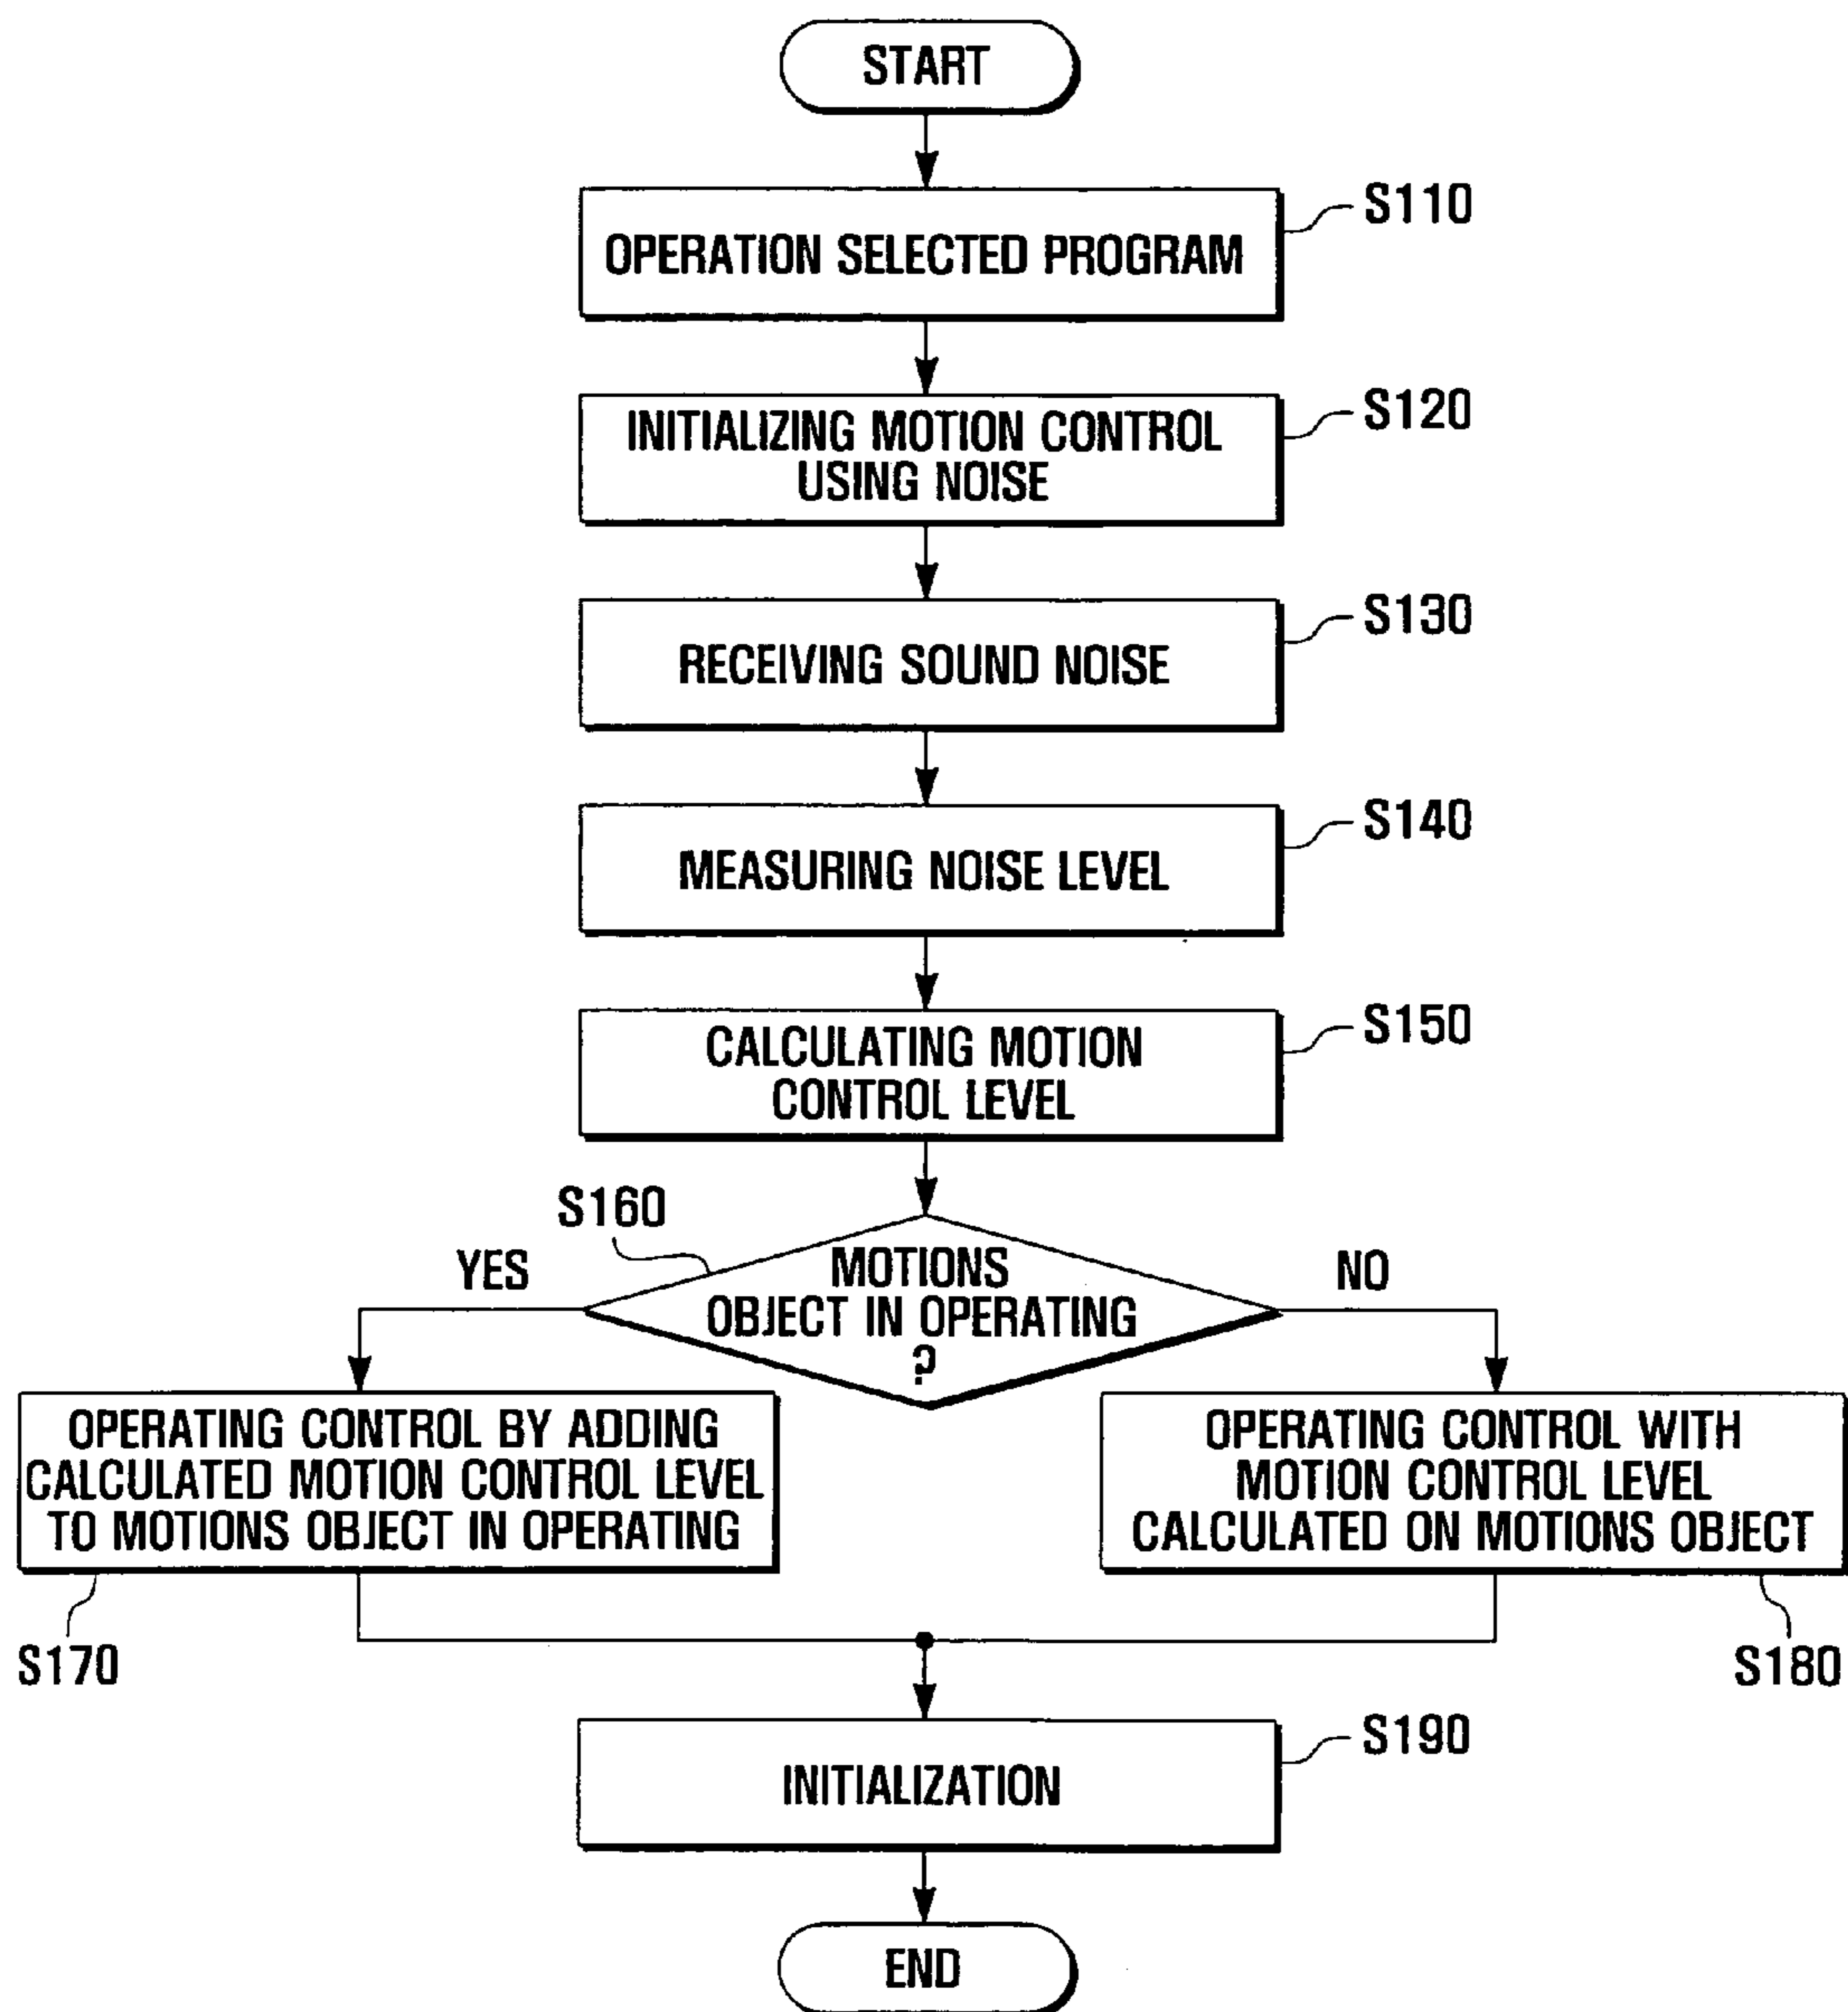 START
S110
OPERATION SELECTED PROGRAM
S120
INITIALIZING MOTION CONTROL
USING NOISE
S130
RECEIVING SOUND NOISE
S140
MEASURING NOISE LEVEL
S150
CALCULATING MOTION
CONTROL LEVEL
S160
YES
MOTIONS
OBJECT IN OPERATING
?
NO
OPERATING CONTROL BY ADDING
CALCULATED MOTION CONTROL LEVEL
TO MOTIONS OBJECT IN OPERATING
OPERATING CONTROL WITH
MOTION CONTROL LEVEL
CALCULATED ON MOTIONS OBJECT
S170
S180
S190
INITIALIZATION
END